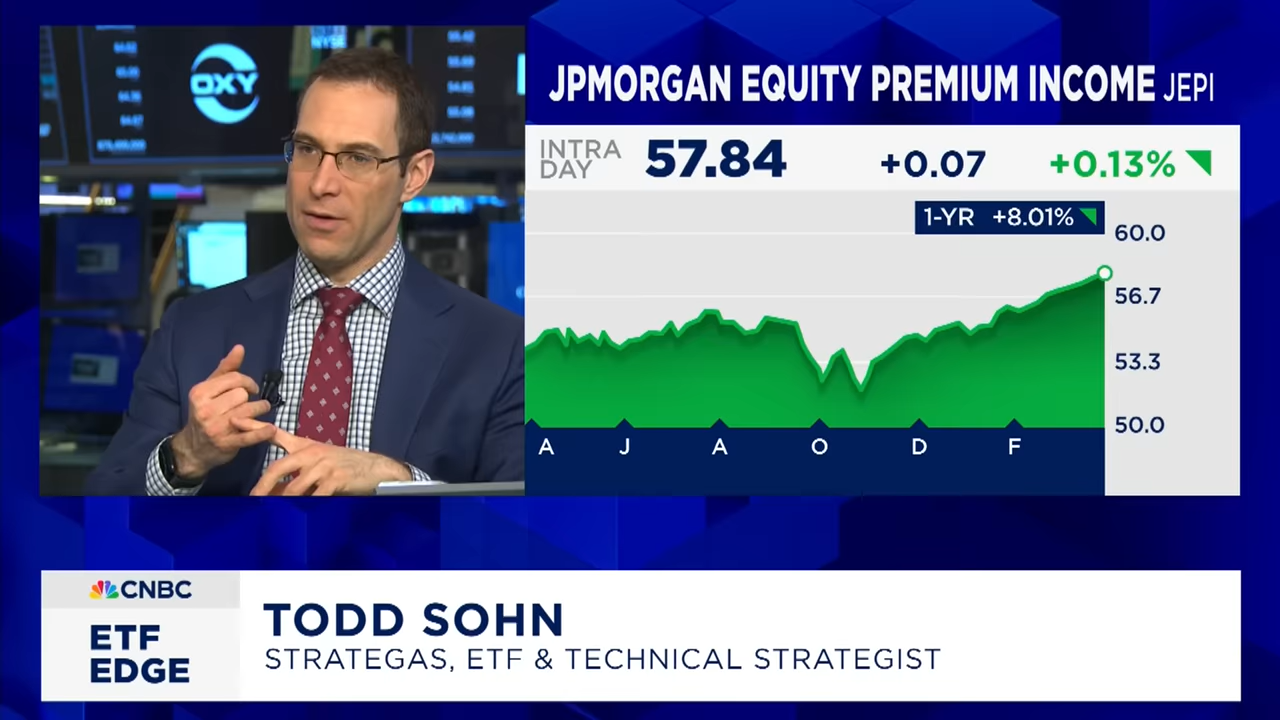 NYSE
OXY
JPMORGAN EQUITY PREMIUM INCOME JEPI
INTRA DAY 57.84 +0.07 +0.13%
1-YR +8.01%
60.0
56.7
53.3
50.0
A J A O D F
CNBC
ETF
EDGE
TODD SOHN
STRATEGAS, ETF & TECHNICAL STRATEGIST